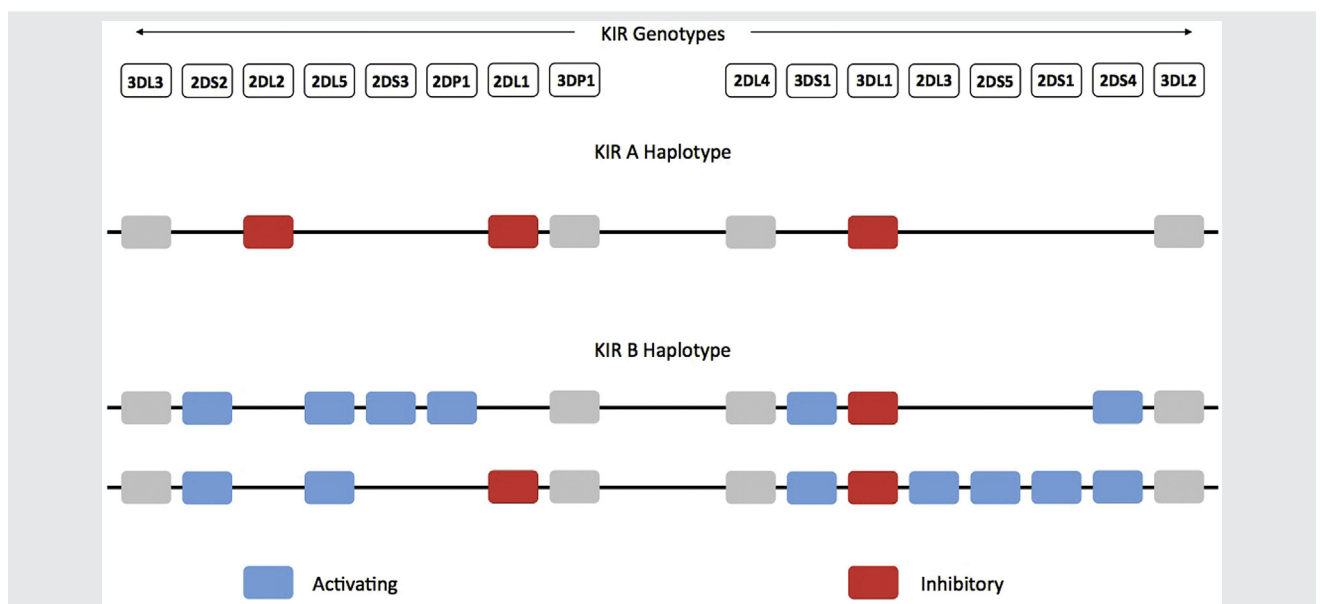 KIR Genotypes
3DL3 2DS2 2DL2 2DL5 2DS3 2DP1 2DL1 3DP1 2DL4 3DS1 3DL1 2DL3 2DS5 2DS1 2DS4 3DL2
KIR A Haplotype
KIR B Haplotype
Activating Inhibitory